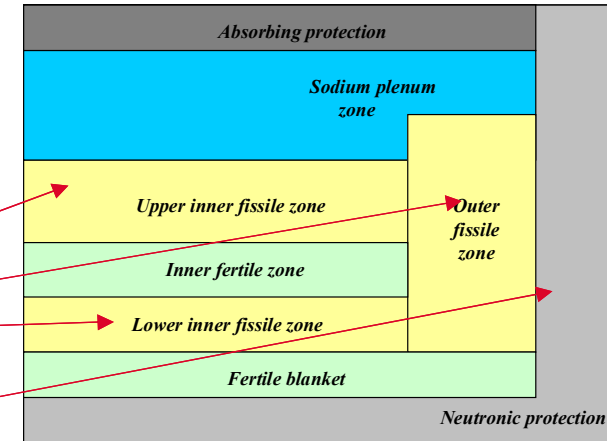 Absorbing protection
Sodium plenum
zone
Upper inner fissile zone
Outer
fissile
zone
Inner fertile zone
Lower inner fissile zone
Fertile blanket
Neutronic protection